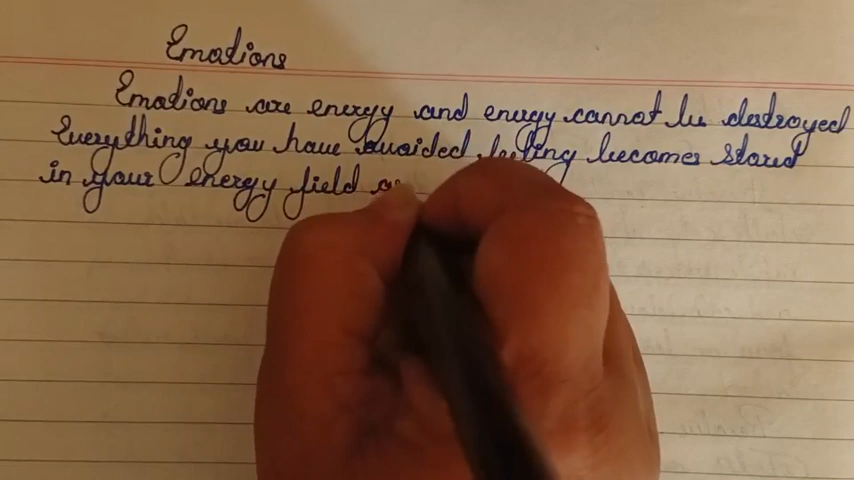 Emotions
Emotions are energy and energy cannot be destroyed
Everything you have avoided feeling becomes stored
in your energy field